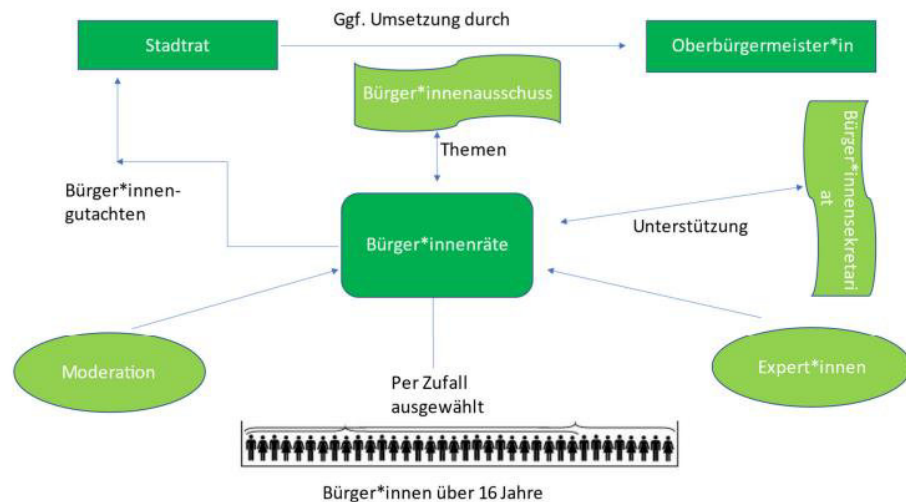 Ggf. Umsetzung durch
Stadtrat
Oberbürgermeister*in
Bürger*innenausschuss
Themen
Bürger*innen-
gutachten
Bürger*innenräte
Unterstützung
Bürger*innensekretari
at
Moderation
Expert*innen
Per Zufall
ausgewählt
Bürger*innen über 16 Jahre